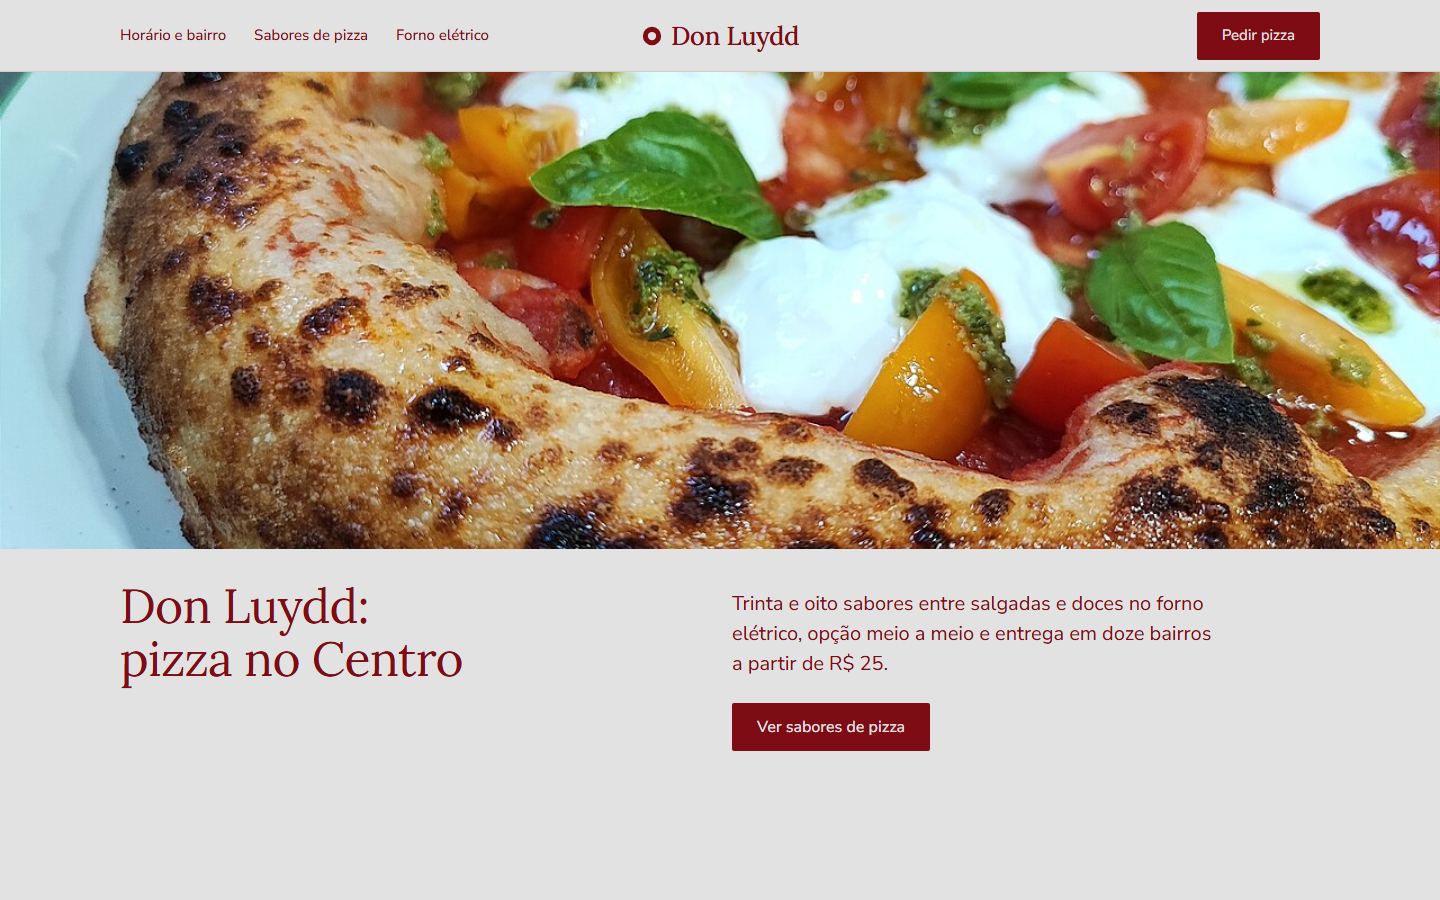 Horário e bairro
Sabores de pizza
Forno elétrico
Don Luydd
Pedir pizza
Don Luydd:
pizza no Centro
Trinta e oito sabores entre salgadas e doces no forno
elétrico, opção meio a meio e entrega em doze bairros
a partir de R$ 25.
Ver sabores de pizza